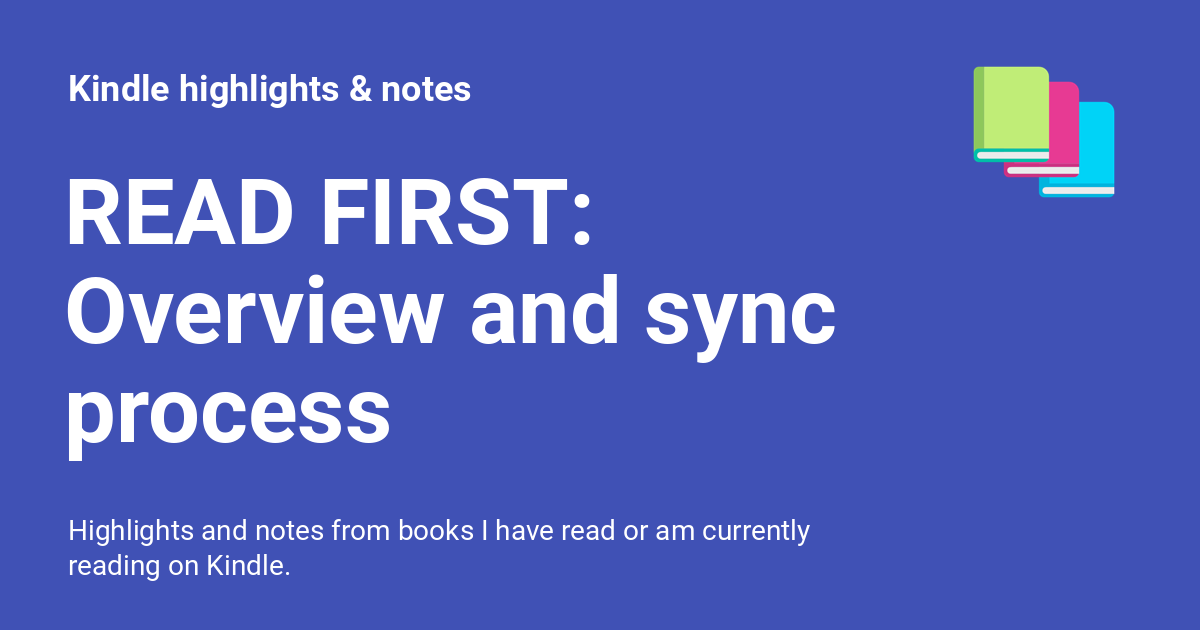 Kindle highlights & notes
READ FIRST:
Overview and sync
process
Highlights and notes from books I have read or am currently
reading on Kindle.